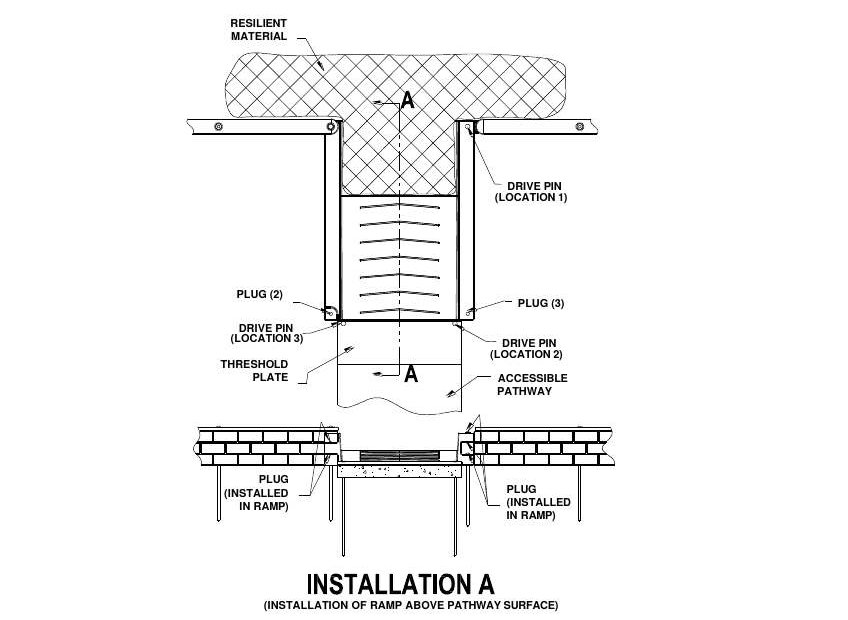 RESILIENT
MATERIAL
A
DRIVE PIN
(LOCATION 1)
PLUG (2)
PLUG (3)
DRIVE PIN
(LOCATION 3)
DRIVE PIN
(LOCATION 2)
THRESHOLD
PLATE
A
ACCESSIBLE
PATHWAY
PLUG
(INSTALLED
IN RAMP)
PLUG
(INSTALLED
IN RAMP)
INSTALLATION A
(INSTALLATION OF RAMP ABOVE PATHWAY SURFACE)